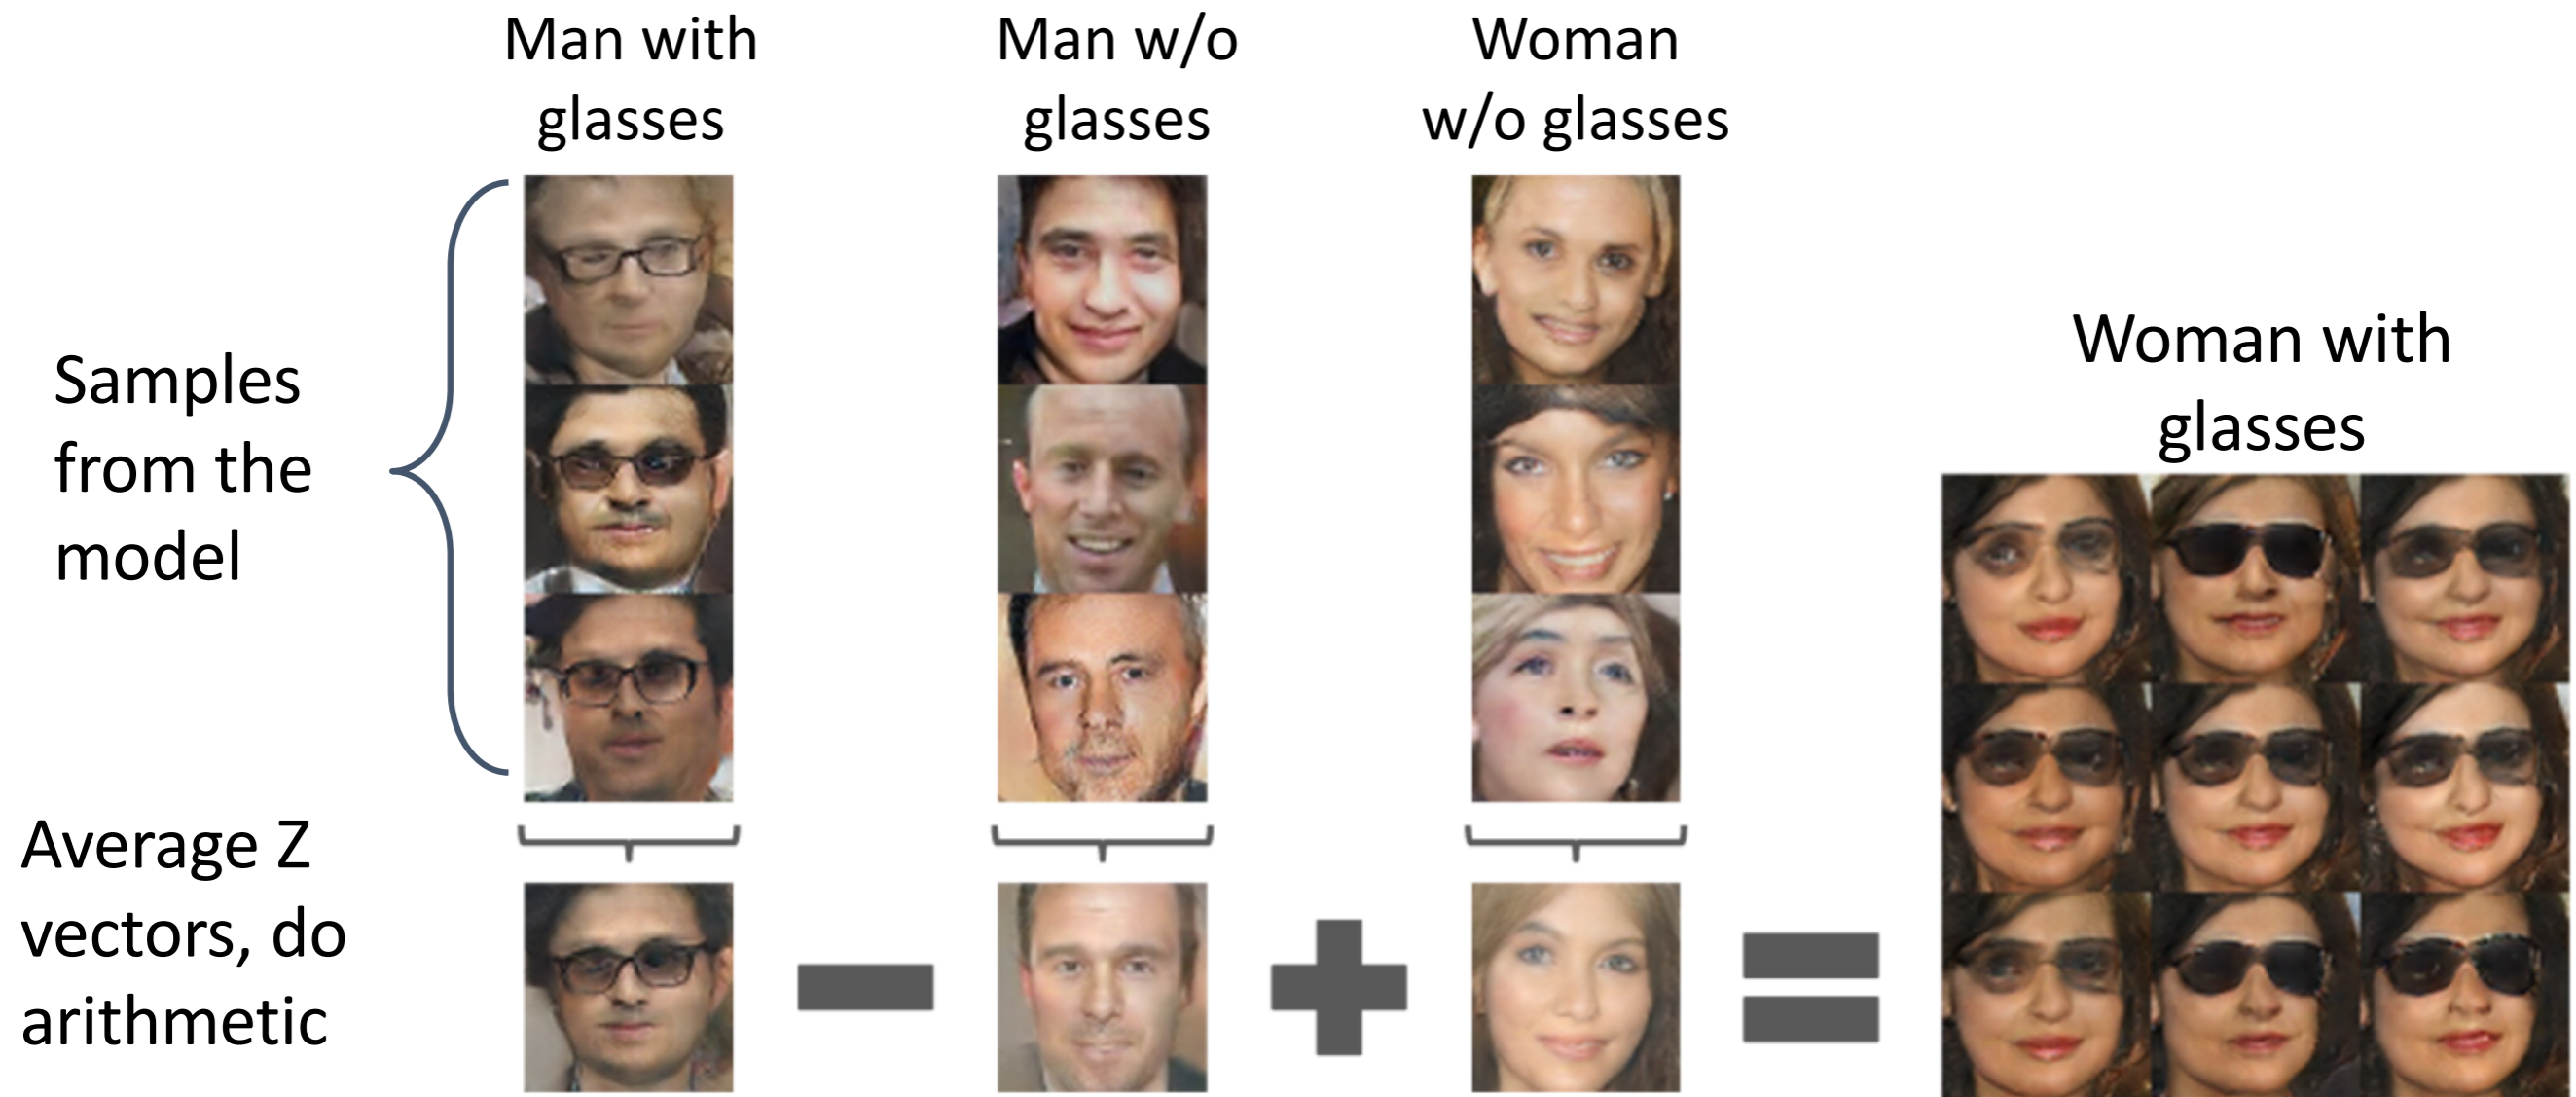 Man with
glasses
Man w/o
glasses
Woman
w/o glasses
Samples
from the
model
Woman with
glasses
Average Z
vectors, do
arithmetic